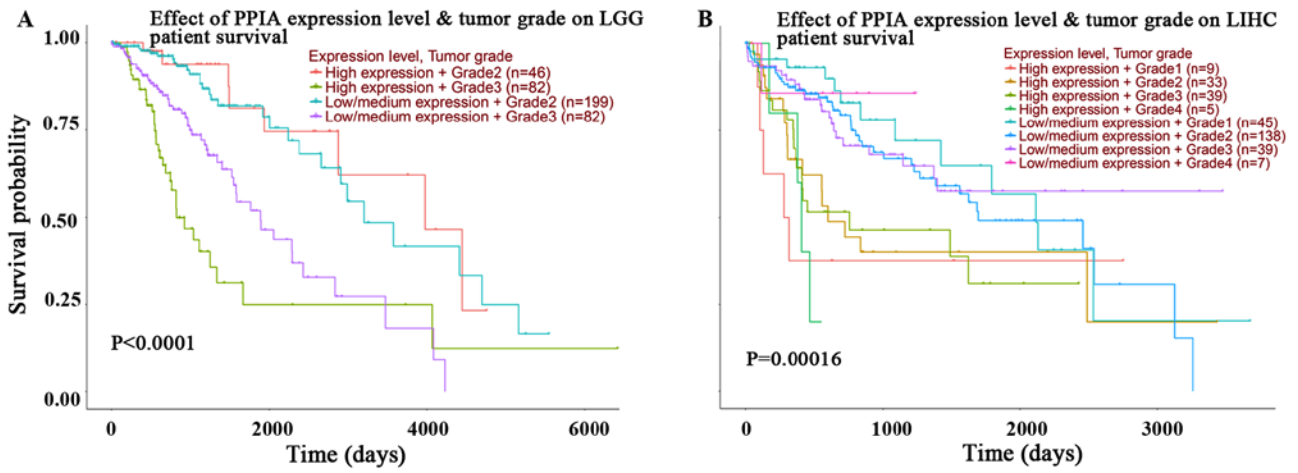 A
Effect of PPIA expression level & tumor grade on LGG
patient survival
Expression level, Tumor grade
High expression + Grade2 (n=46)
High expression + Grade3 (n=82)
Low/medium expression + Grade2 (n=199)
Low/medium expression + Grade3 (n=82)
Survival probability
1.00
0.75
0.50
0.25
0.00
P<0.0001
0
2000
4000
6000
Time (days)
B
Effect of PPIA expression level & tumor grade on LIHC
patient survival
Expression level, Tumor grade
High expression + Grade1 (n=9)
High expression + Grade2 (n=33)
High expression + Grade3 (n=39)
High expression + Grade4 (n=5)
Low/medium expression + Grade1 (n=45)
Low/medium expression + Grade2 (n=138)
Low/medium expression + Grade3 (n=39)
Low/medium expression + Grade4 (n=7)
P=0.00016
0
1000
2000
3000
Time (days)